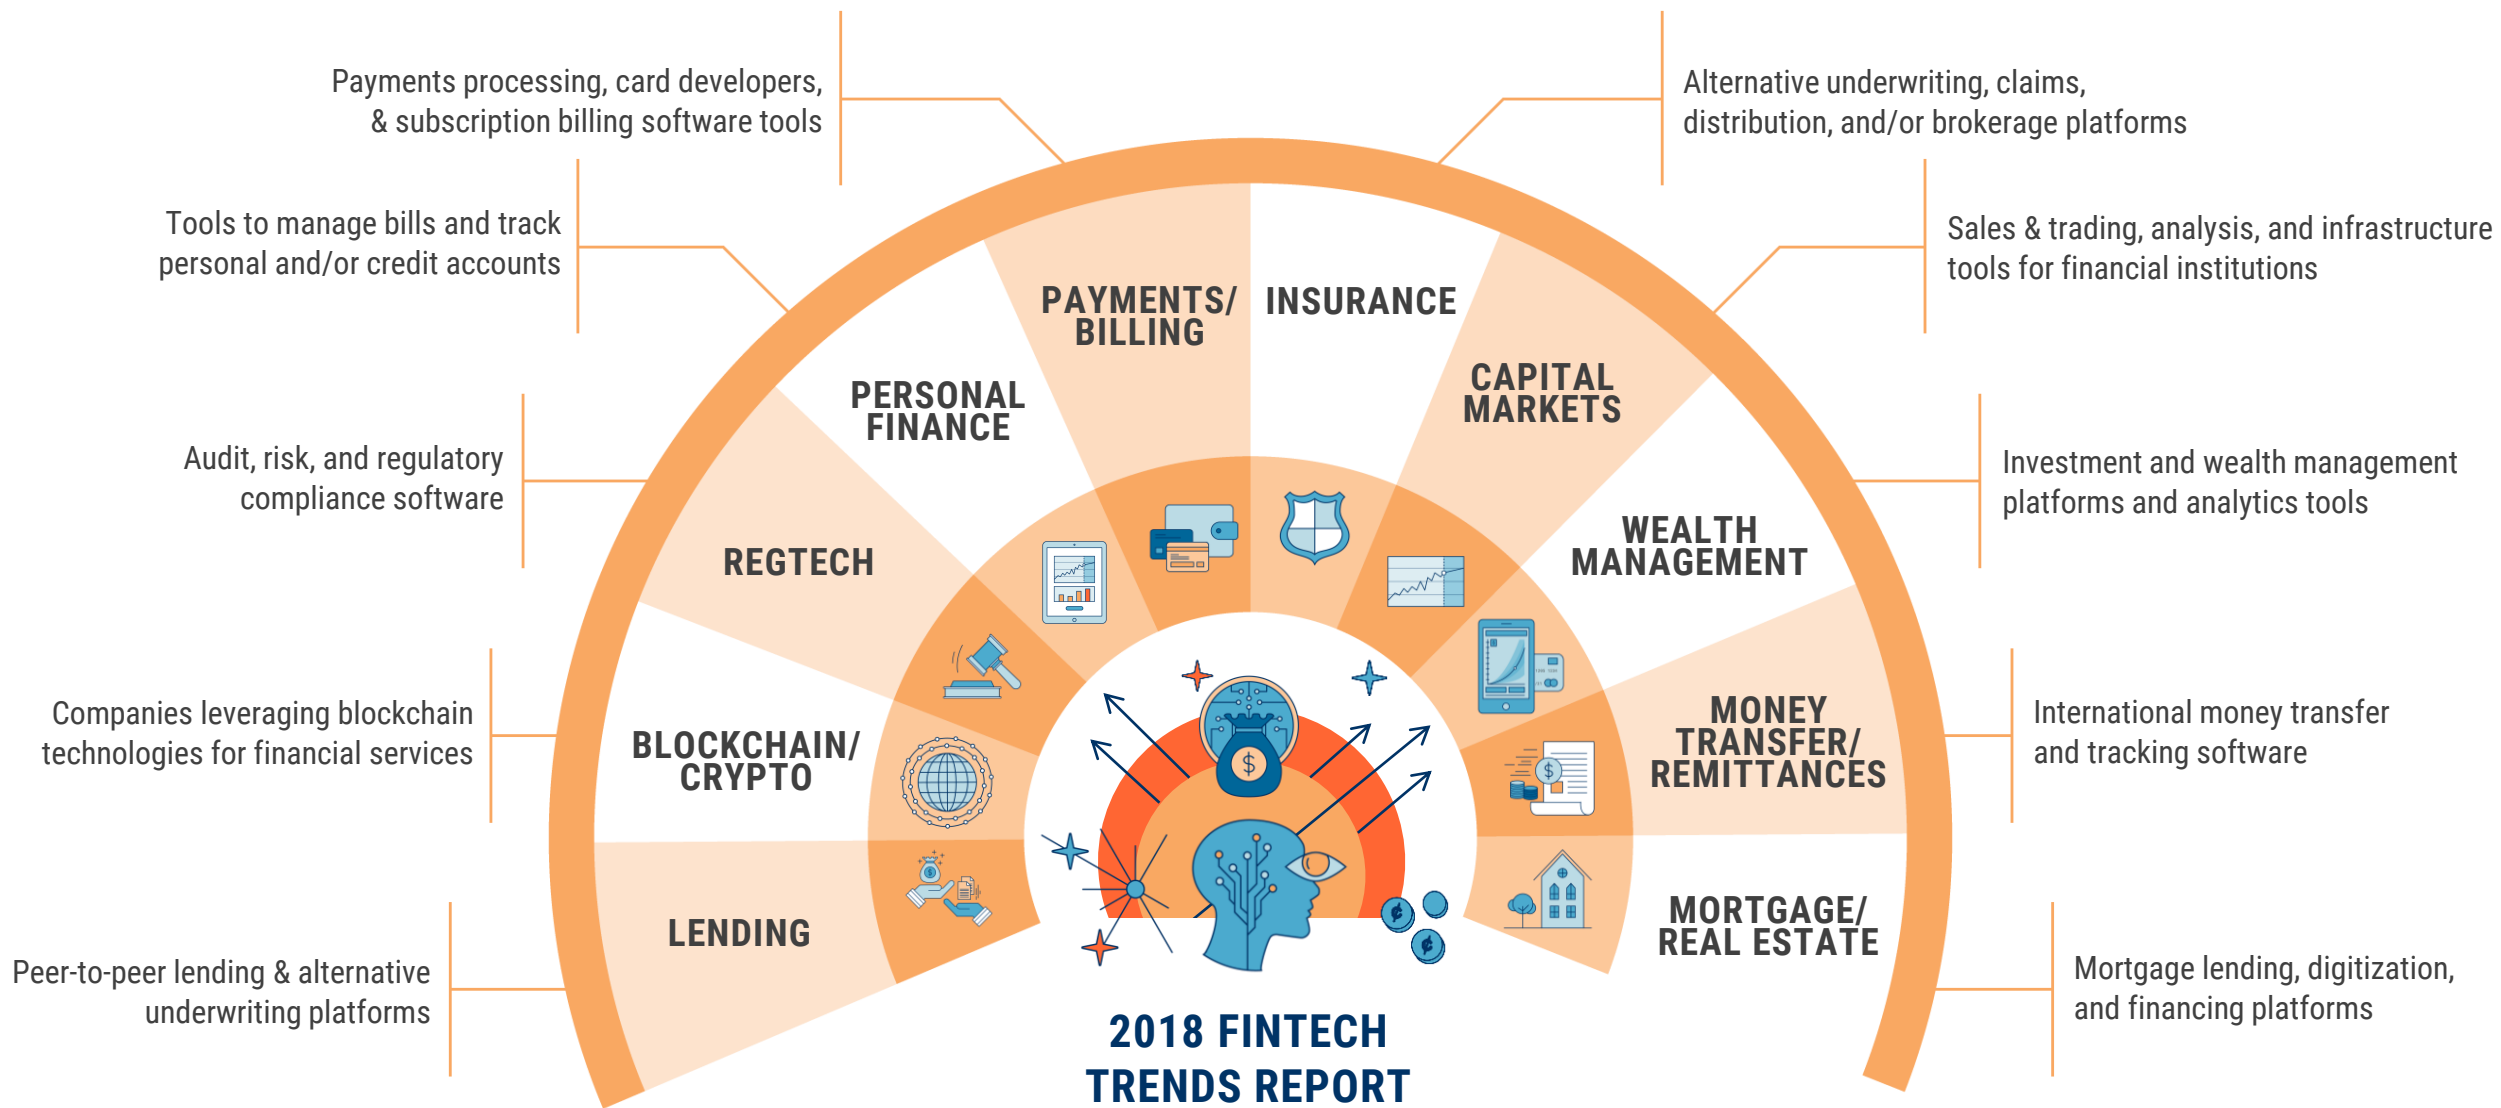 Payments processing, card developers,
& subscription billing software tools
Tools to manage bills and track
personal and/or credit accounts
Audit, risk, and regulatory
compliance software
Companies leveraging blockchain
technologies for financial services
Peer-to-peer lending & alternative
underwriting platforms
Alternative underwriting, claims,
distribution, and/or brokerage platforms
Sales & trading, analysis, and infrastructure
tools for financial institutions
Investment and wealth management
platforms and analytics tools
International money transfer
and tracking software
Mortgage lending, digitization,
and financing platforms
LENDING
BLOCKCHAIN/
CRYPTO
REGTECH
PERSONAL
FINANCE
PAYMENTS/
BILLING
INSURANCE
CAPITAL
MARKETS
WEALTH
MANAGEMENT
MONEY
TRANSFER/
REMITTANCES
MORTGAGE/
REAL ESTATE
2018 FINTECH
TRENDS REPORT